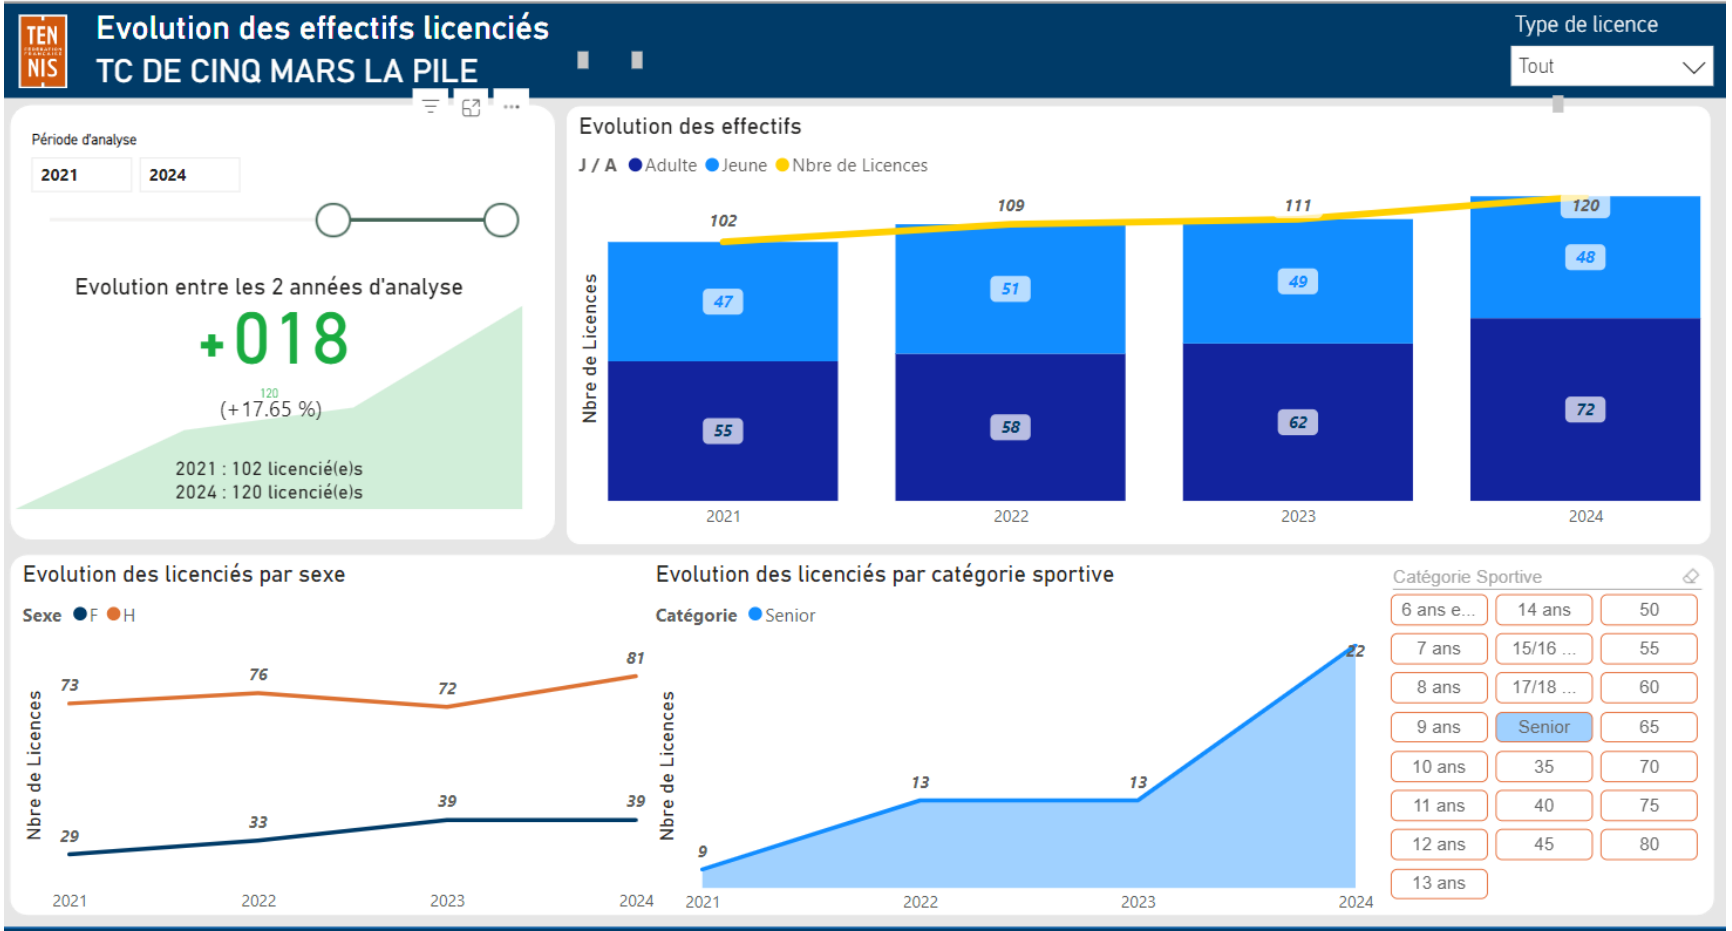 TEN
FÉDÉRATION
FRANÇAISE
NIS
Evolution des effectifs licenciés
TC DE CINQ MARS LA PILE
Type de licence
Tout
Période d'analyse
2021
2024
Evolution entre les 2 années d'analyse
+018
120
(+17.65 %)
2021 : 102 licencié(e)s
2024 : 120 licencié(e)s
Evolution des effectifs
J / A Adulte Jeune Nbre de Licences
Nbre de Licences
102
109
111
120
47
51
49
48
55
58
62
72
2021
2022
2023
2024
Evolution des licenciés par sexe
Sexe F H
Nbre de Licences
73
76
72
81
29
33
39
39
2021
2022
2023
2024
Evolution des licenciés par catégorie sportive
Catégorie Senior
Nbre de Licences
9
13
13
22
2021
2022
2023
2024
Catégorie Sportive
6 ans e... 14 ans 50
7 ans 15/16 ... 55
8 ans 17/18 ... 60
9 ans Senior 65
10 ans 35 70
11 ans 40 75
12 ans 45 80
13 ans